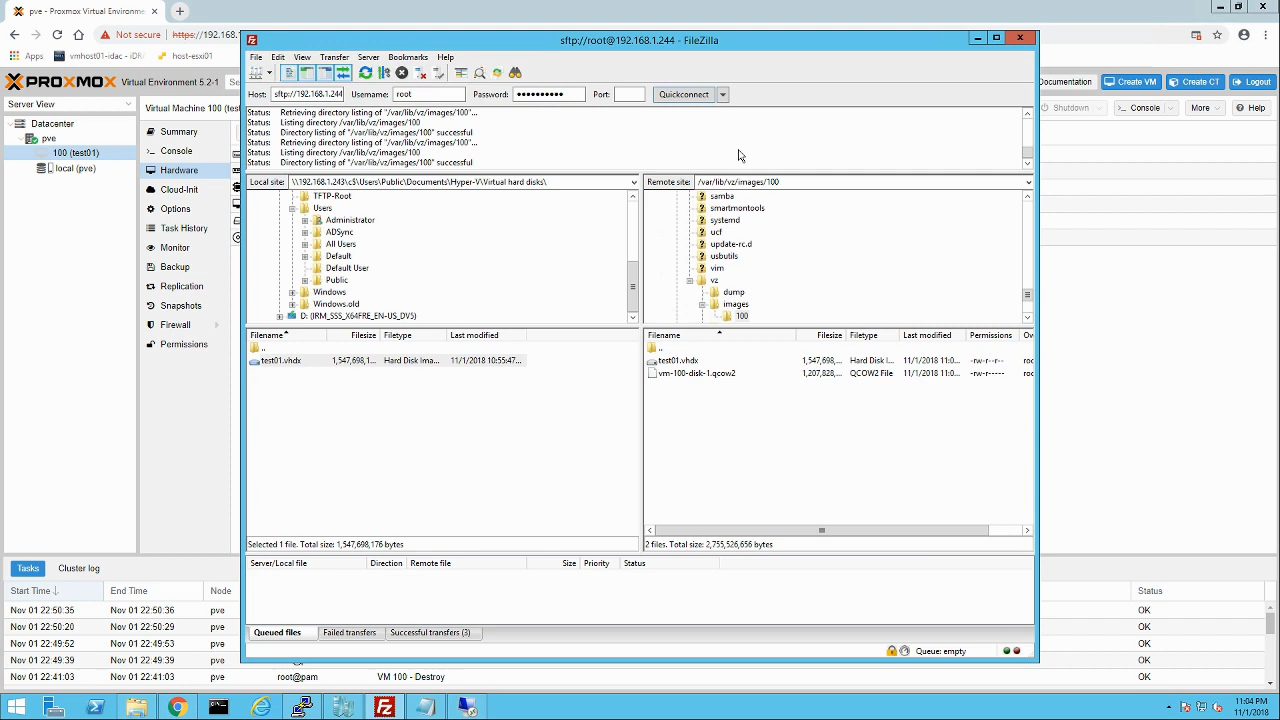 pve - Proxmox Virtual Environme
Not secure
https://192.168.
Apps
vmhost01-idac - iDR
host-esxi01
PROXMOX
Virtual Environment 5.2-1
Documentation
Create VM
Create CT
Logout
Server View
Virtual Machine 100 (test
Shutdown
Console
More
Help
Datacenter
pve
100 (test01)
local (pve)
Summary
Console
Hardware
Cloud-Init
Options
Task History
Monitor
Backup
Replication
Snapshots
Firewall
Permissions
sftp://root@192.168.1.244 - FileZilla
File Edit View Transfer Server Bookmarks Help
Host: sftp://192.168.1.244 Username: root Password: ●●●●●●●●●● Port: Quickconnect
Status: Retrieving directory listing of "/var/lib/vz/images/100"...
Status: Listing directory /var/lib/vz/images/100
Status: Directory listing of "/var/lib/vz/images/100" successful
Status: Retrieving directory listing of "/var/lib/vz/images/100"...
Status: Listing directory /var/lib/vz/images/100
Status: Directory listing of "/var/lib/vz/images/100" successful
Local site: \\192.168.1.243\c$\Users\Public\Documents\Hyper-V\Virtual hard disks\
TFTP-Root
Users
Administrator
ADSync
All Users
Default
Default User
Public
Windows
Windows.old
D: (IRM_SSS_X64FRE_EN-US_DV5)
Remote site: /var/lib/vz/images/100
samba
smartmontools
systemd
ucf
update-rc.d
usbutils
vim
vz
dump
images
100
Filename Filesize Filetype Last modified
..
test01.vhdx 1,547,698,1... Hard Disk Ima... 11/1/2018 10:55:47...
Selected 1 file. Total size: 1,547,698,176 bytes
Filename Filesize Filetype Last modified Permissions Ow
..
test01.vhdx 1,547,698,... Hard Disk I... 11/1/2018 11:0... -rw-r--r-- roo
vm-100-disk-1.qcow2 1,207,828,... QCOW2 File 11/1/2018 11:0... -rw-r----- roo
2 files. Total size: 2,755,526,656 bytes
Server/Local file Direction Remote file Size Priority Status
Queued files Failed transfers Successful transfers (3)
Queue: empty
Tasks Cluster log
Start Time End Time Node Status
Nov 01 22:50:35 Nov 01 22:50:36 pve OK
Nov 01 22:50:20 Nov 01 22:50:29 pve OK
Nov 01 22:49:52 Nov 01 22:49:53 pve OK
Nov 01 22:49:39 Nov 01 22:49:39 pve OK
Nov 01 22:41:03 Nov 01 22:41:03 pve root@pam VM 100 - Destroy OK
11:04 PM
11/1/2018